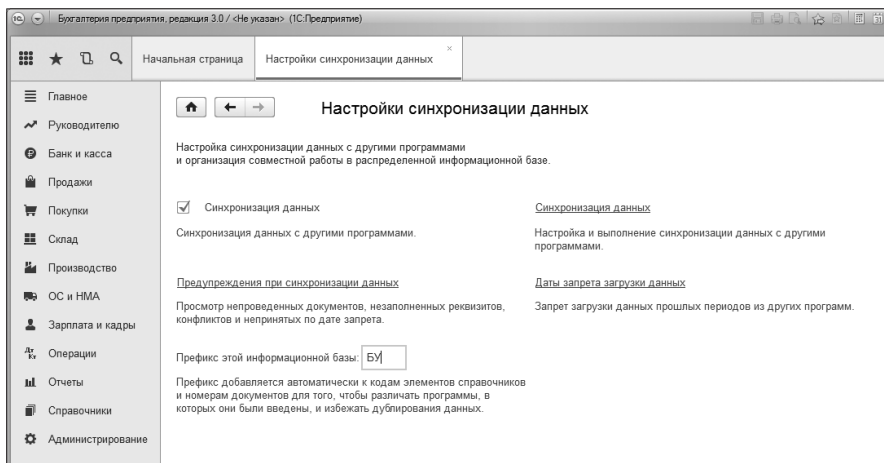 Бухгалтерия предприятия, редакция 3.0 / <Не указан> (1С:Предприятие)
Начальная страница
Настройки синхронизации данных
Главное
Руководителю
Банк и касса
Продажи
Покупки
Склад
Производство
ОС и НМА
Зарплата и кадры
Операции
Отчеты
Справочники
Администрирование
Настройки синхронизации данных
Настройка синхронизации данных с другими программами
и организация совместной работы в распределенной информационной базе.
Синхронизация данных
Синхронизация данных с другими программами.
Синхронизация данных
Настройка и выполнение синхронизации данных с другими
программами.
Предупреждения при синхронизации данных
Просмотр непроведенных документов, незаполненных реквизитов,
конфликтов и непринятых по дате запрета.
Даты запрета загрузки данных
Запрет загрузки данных прошлых периодов из других программ.
Префикс этой информационной базы: БУ
Префикс добавляется автоматически к кодам элементов справочников
и номерам документов для того, чтобы различать программы, в
которых они были введены, и избежать дублирования данных.